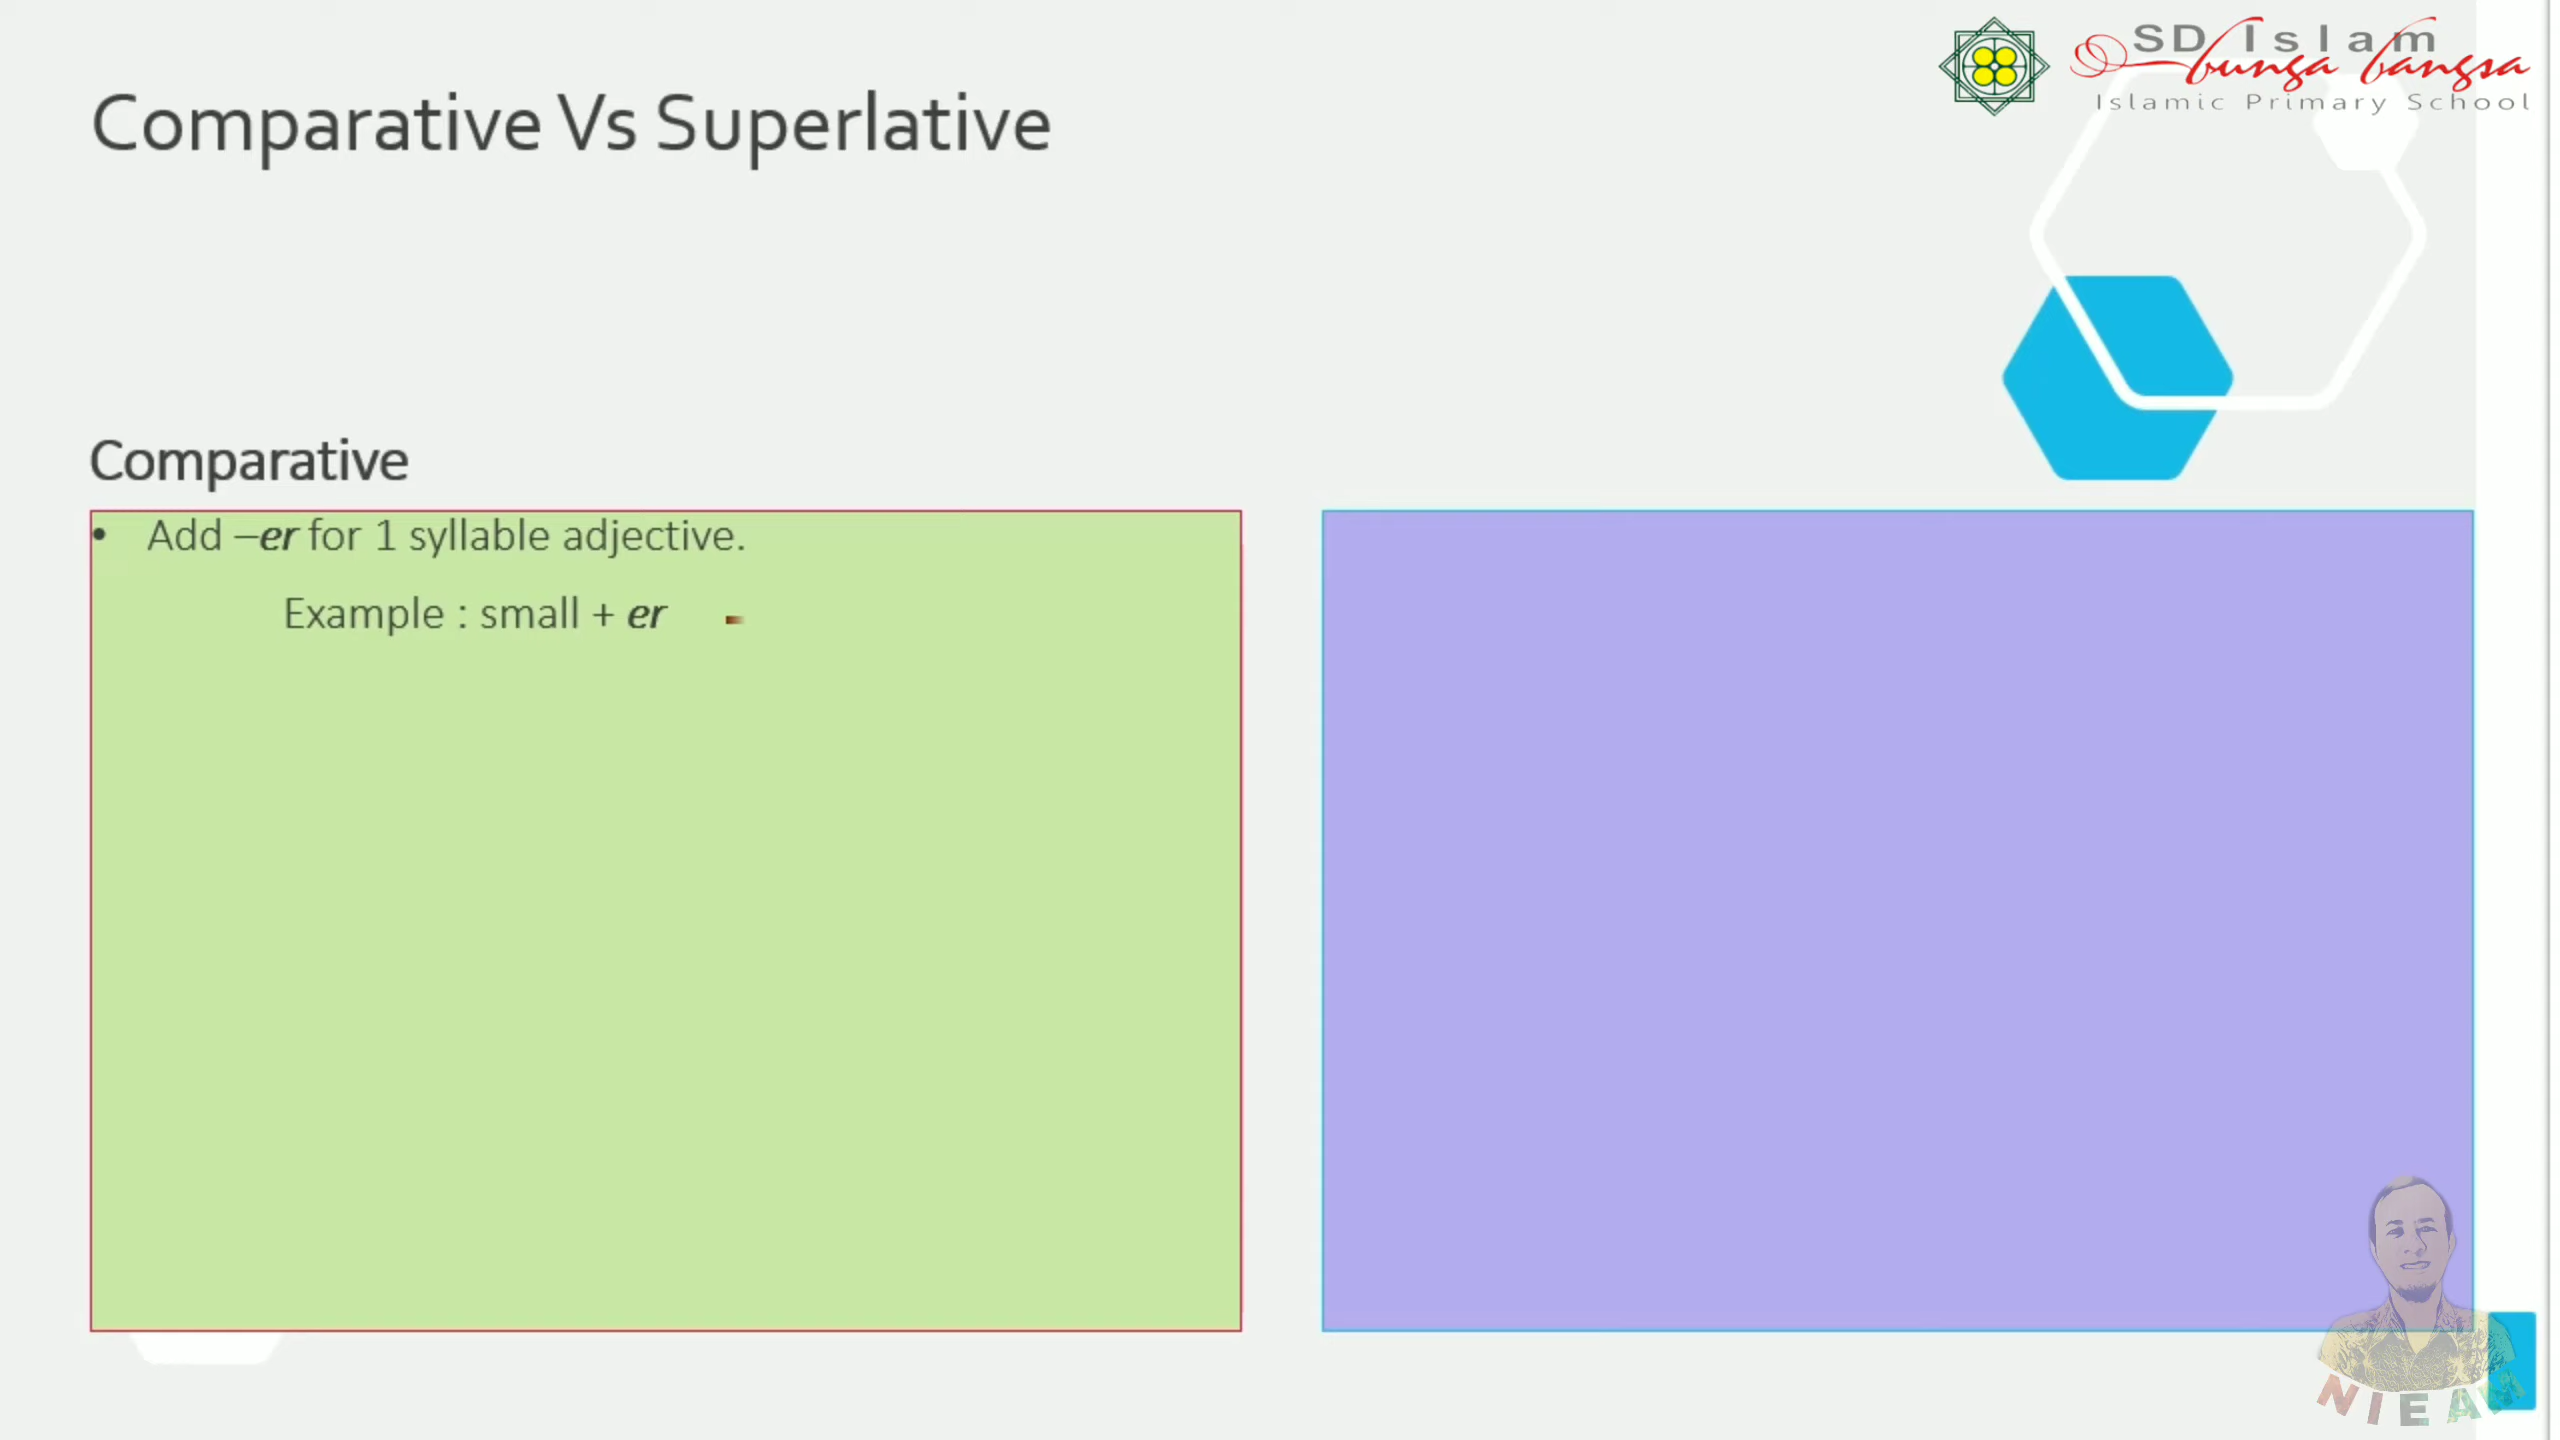 SD Islam
bunga bangsa
Islamic Primary School
Comparative Vs Superlative
Comparative
• Add –er for 1 syllable adjective.
Example : small + er